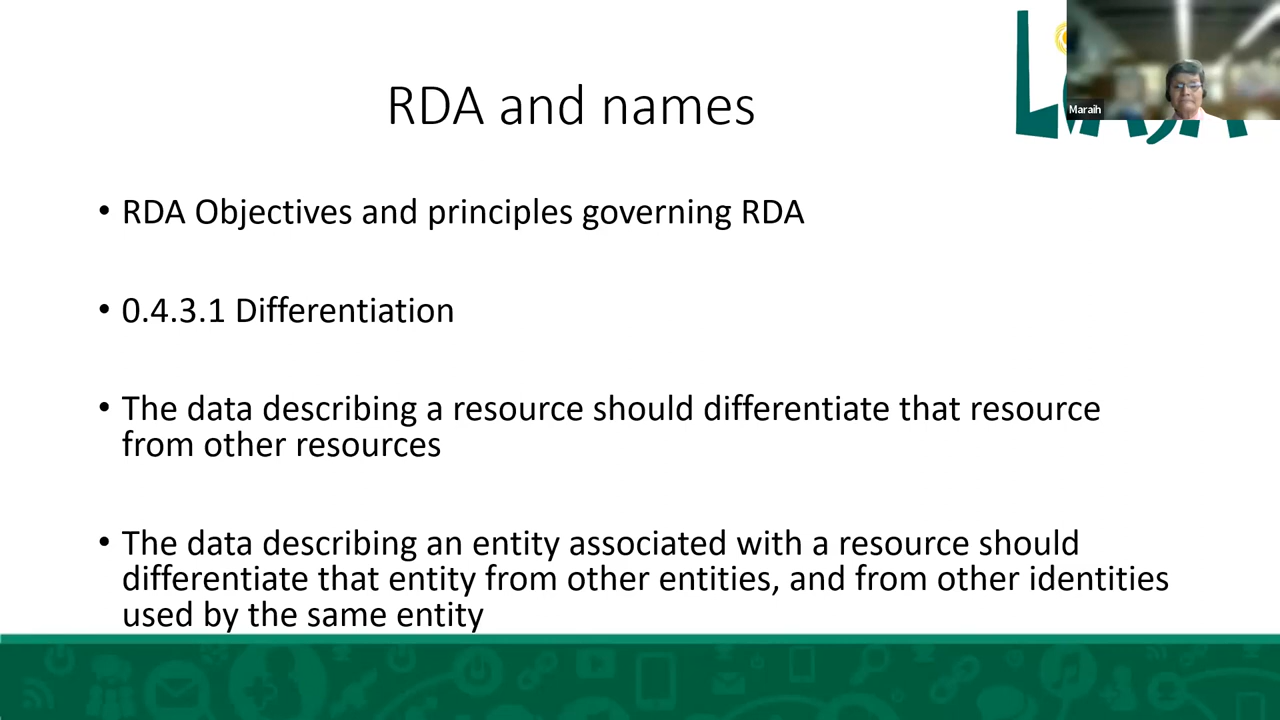 RDA and names
Maraih
• RDA Objectives and principles governing RDA
• 0.4.3.1 Differentiation
• The data describing a resource should differentiate that resource
from other resources
• The data describing an entity associated with a resource should
differentiate that entity from other entities, and from other identities
used by the same entity